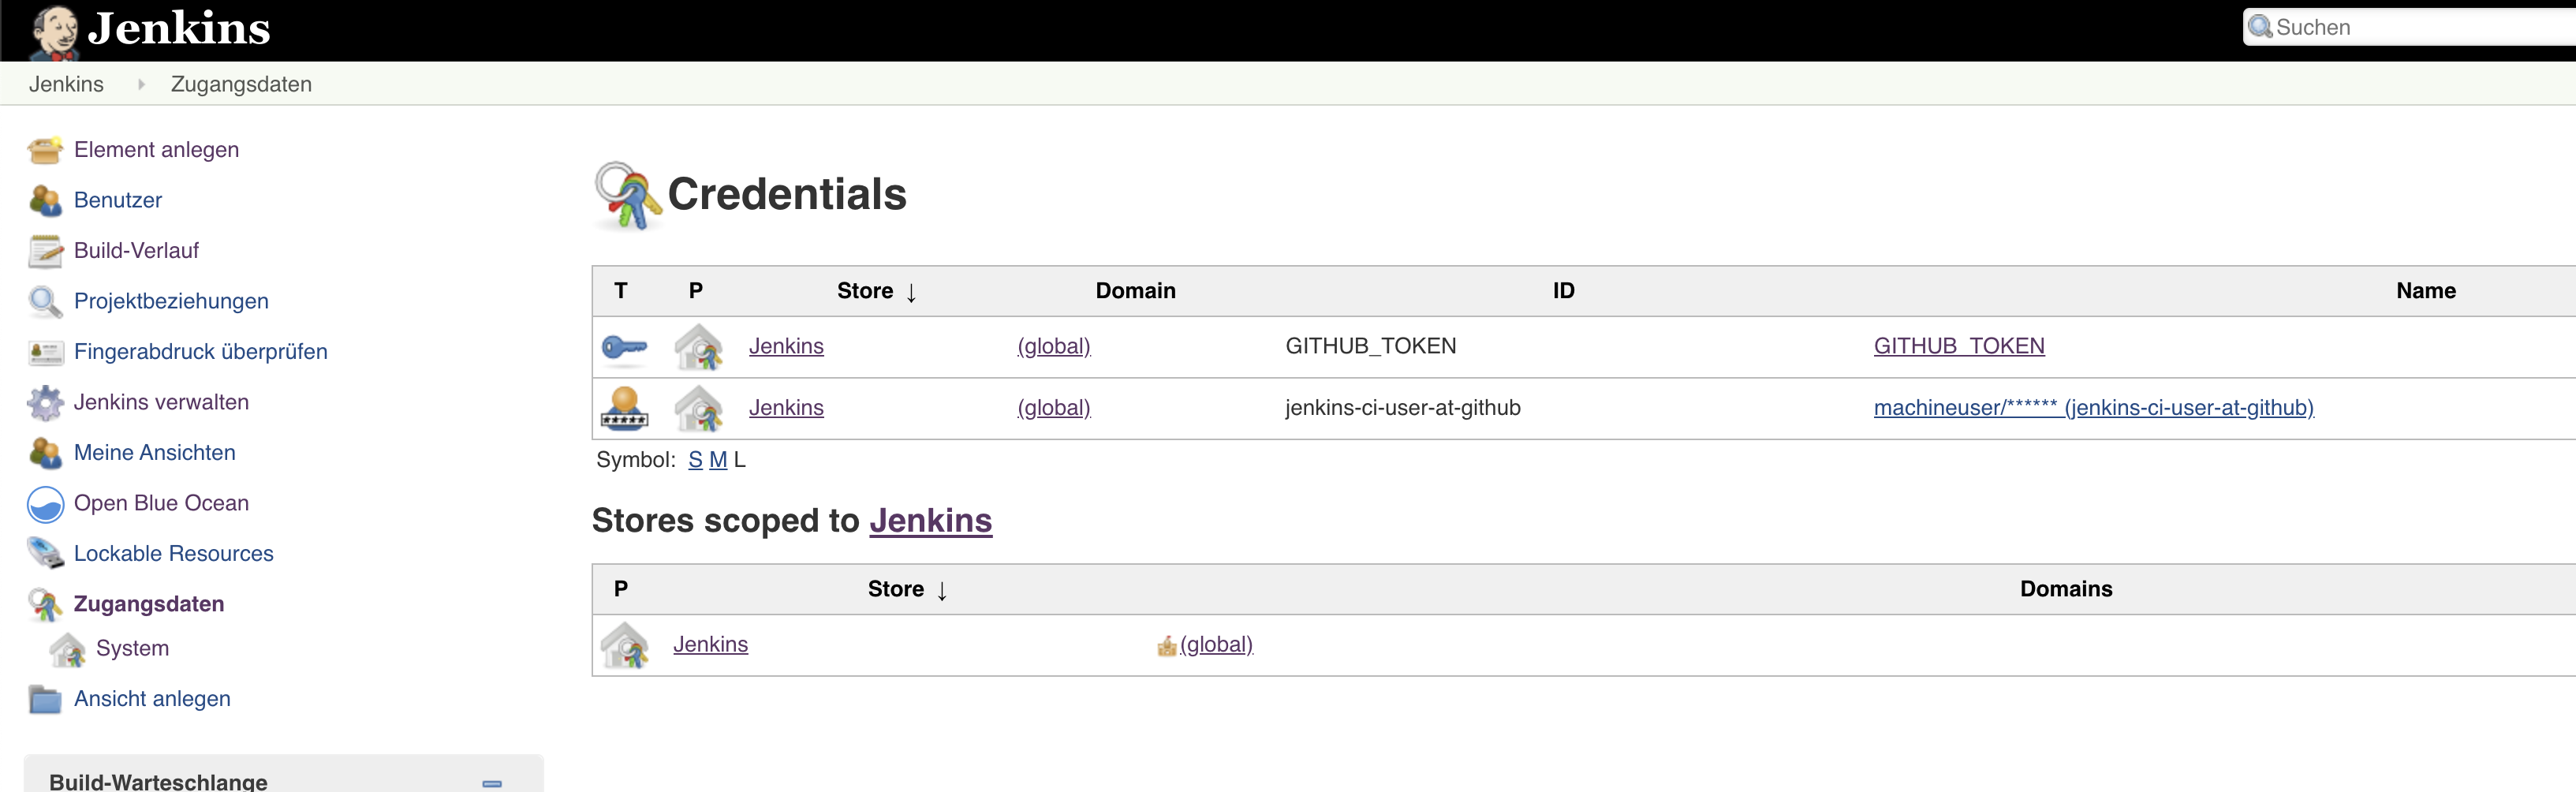 Jenkins
Suchen
Jenkins Zugangsdaten
Element anlegen
Benutzer
Build-Verlauf
Projektbeziehungen
Fingerabdruck überprüfen
Jenkins verwalten
Meine Ansichten
Open Blue Ocean
Lockable Resources
Zugangsdaten
System
Ansicht anlegen
Build-Warteschlange
Credentials
T P Store ↓ Domain ID Name
Jenkins (global) GITHUB_TOKEN GITHUB_TOKEN
Jenkins (global) jenkins-ci-user-at-github machineuser/****** (jenkins-ci-user-at-github)
Symbol: S M L
Stores scoped to Jenkins
P Store ↓ Domains
Jenkins (global)